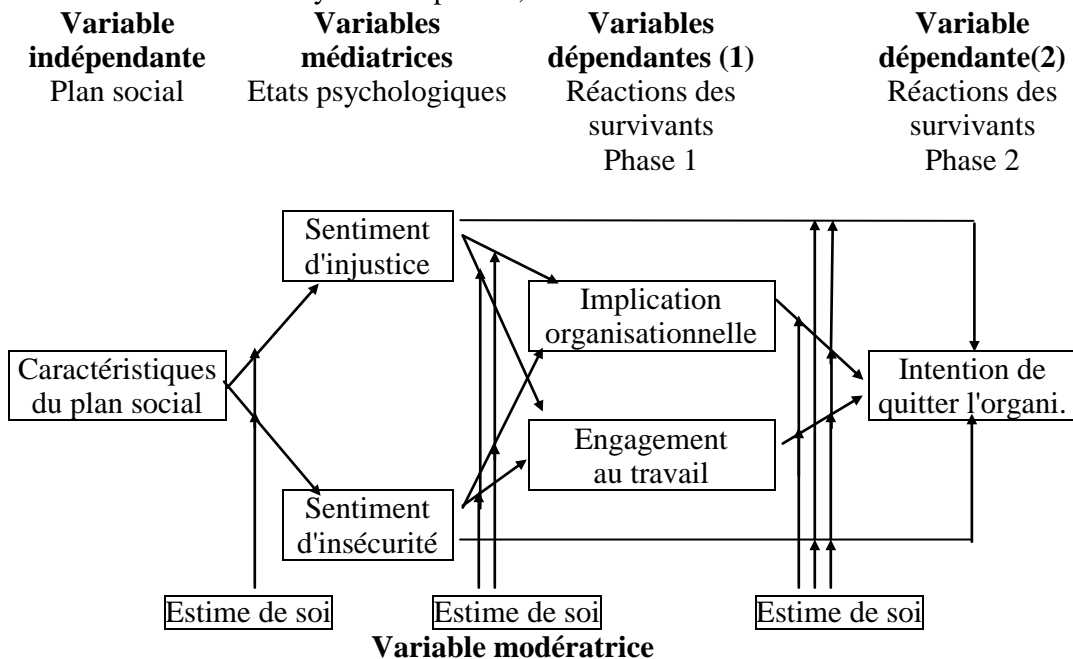 Variable
indépendante
Plan social
Variables
médiatrices
Etats psychologiques
Variables
dépendantes (1)
Réactions des
survivants
Phase 1
Variable
dépendante(2)
Réactions des
survivants
Phase 2
Sentiment
d'injustice
Implication
organisationnelle
Caractéristiques
du plan social
Intention de
quitter l'organi.
Engagement
au travail
Sentiment
d'insécurité
Estime de soi
Estime de soi
Estime de soi
Variable modératrice